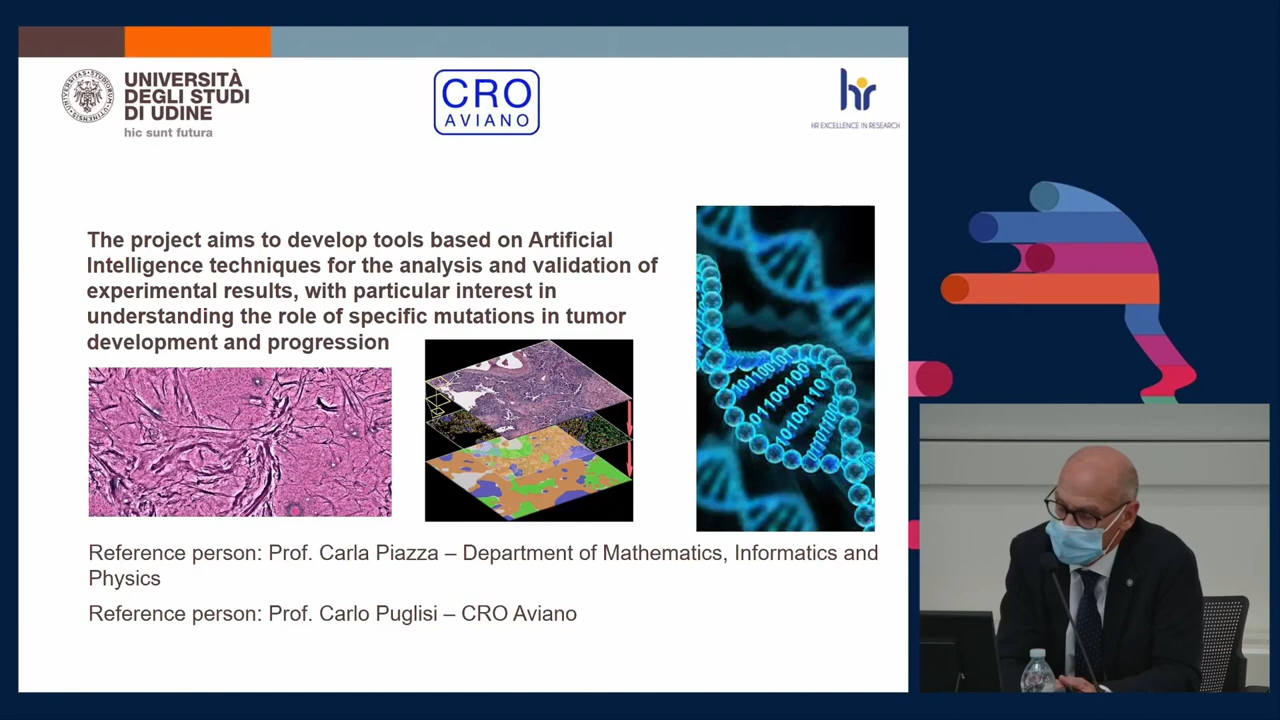 UNIVERSITÀ
DEGLI STUDI
DI UDINE
hic sunt futura
CRO
AVIANO
hr
HR EXCELLENCE IN RESEARCH
The project aims to develop tools based on Artificial
Intelligence techniques for the analysis and validation of
experimental results, with particular interest in
understanding the role of specific mutations in tumor
development and progression
Reference person: Prof. Carla Piazza – Department of Mathematics, Informatics and
Physics
Reference person: Prof. Carlo Puglisi – CRO Aviano